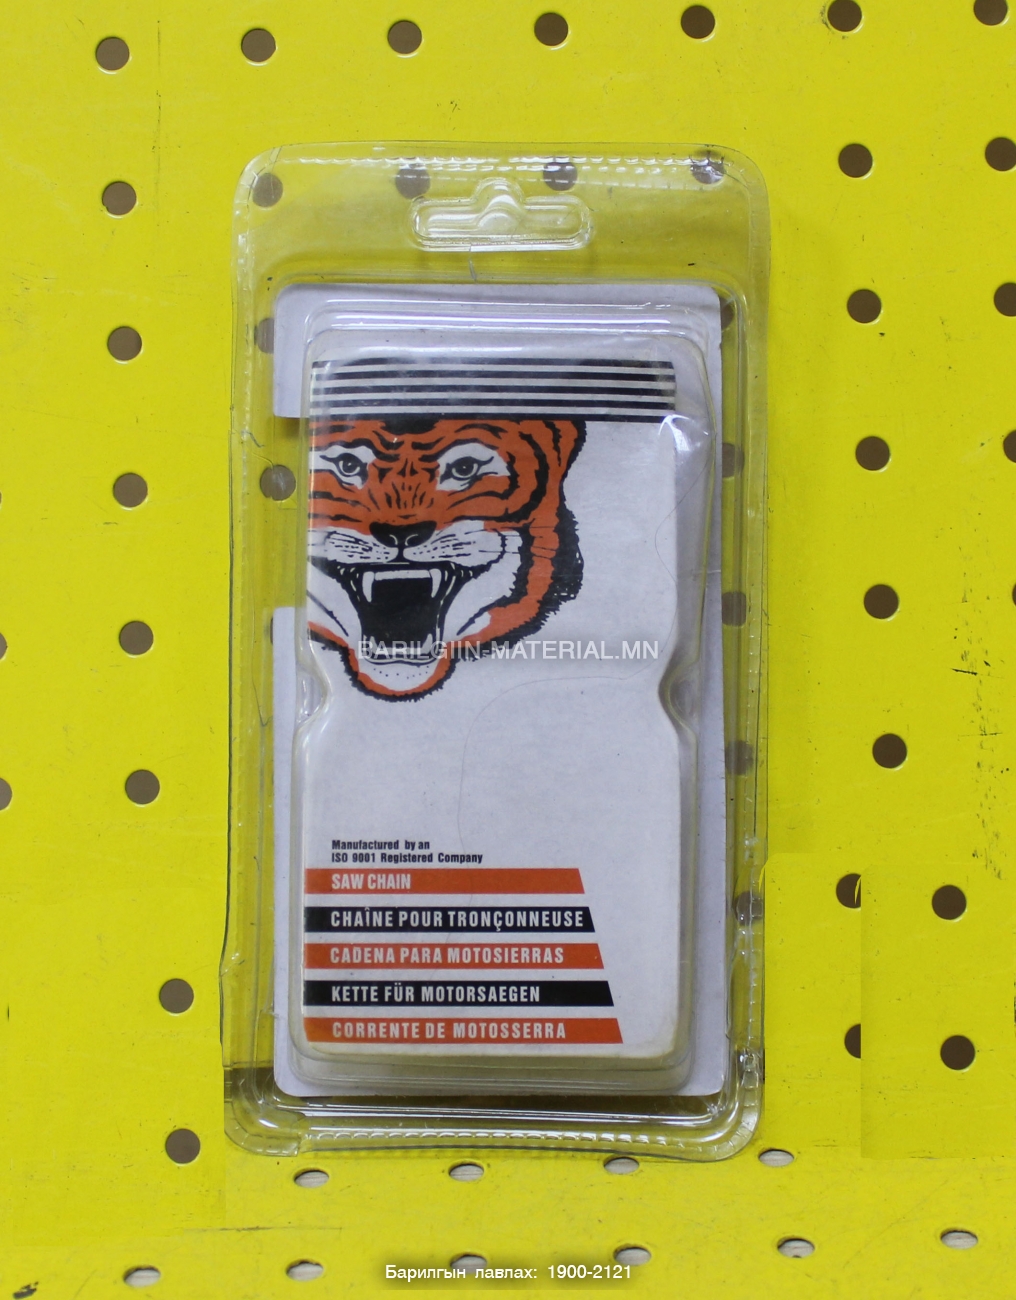 BARILGIIN-MATERIAL.MN
Manufactured by an
ISO 9001 Registered Company
SAW CHAIN
CHAÎNE POUR TRONÇONNEUSE
CADENA PARA MOTOSIERRAS
KETTE FÜR MOTORSAEGEN
CORRENTE DE MOTOSSERRA
Барилгын лавлах: 1900-2121